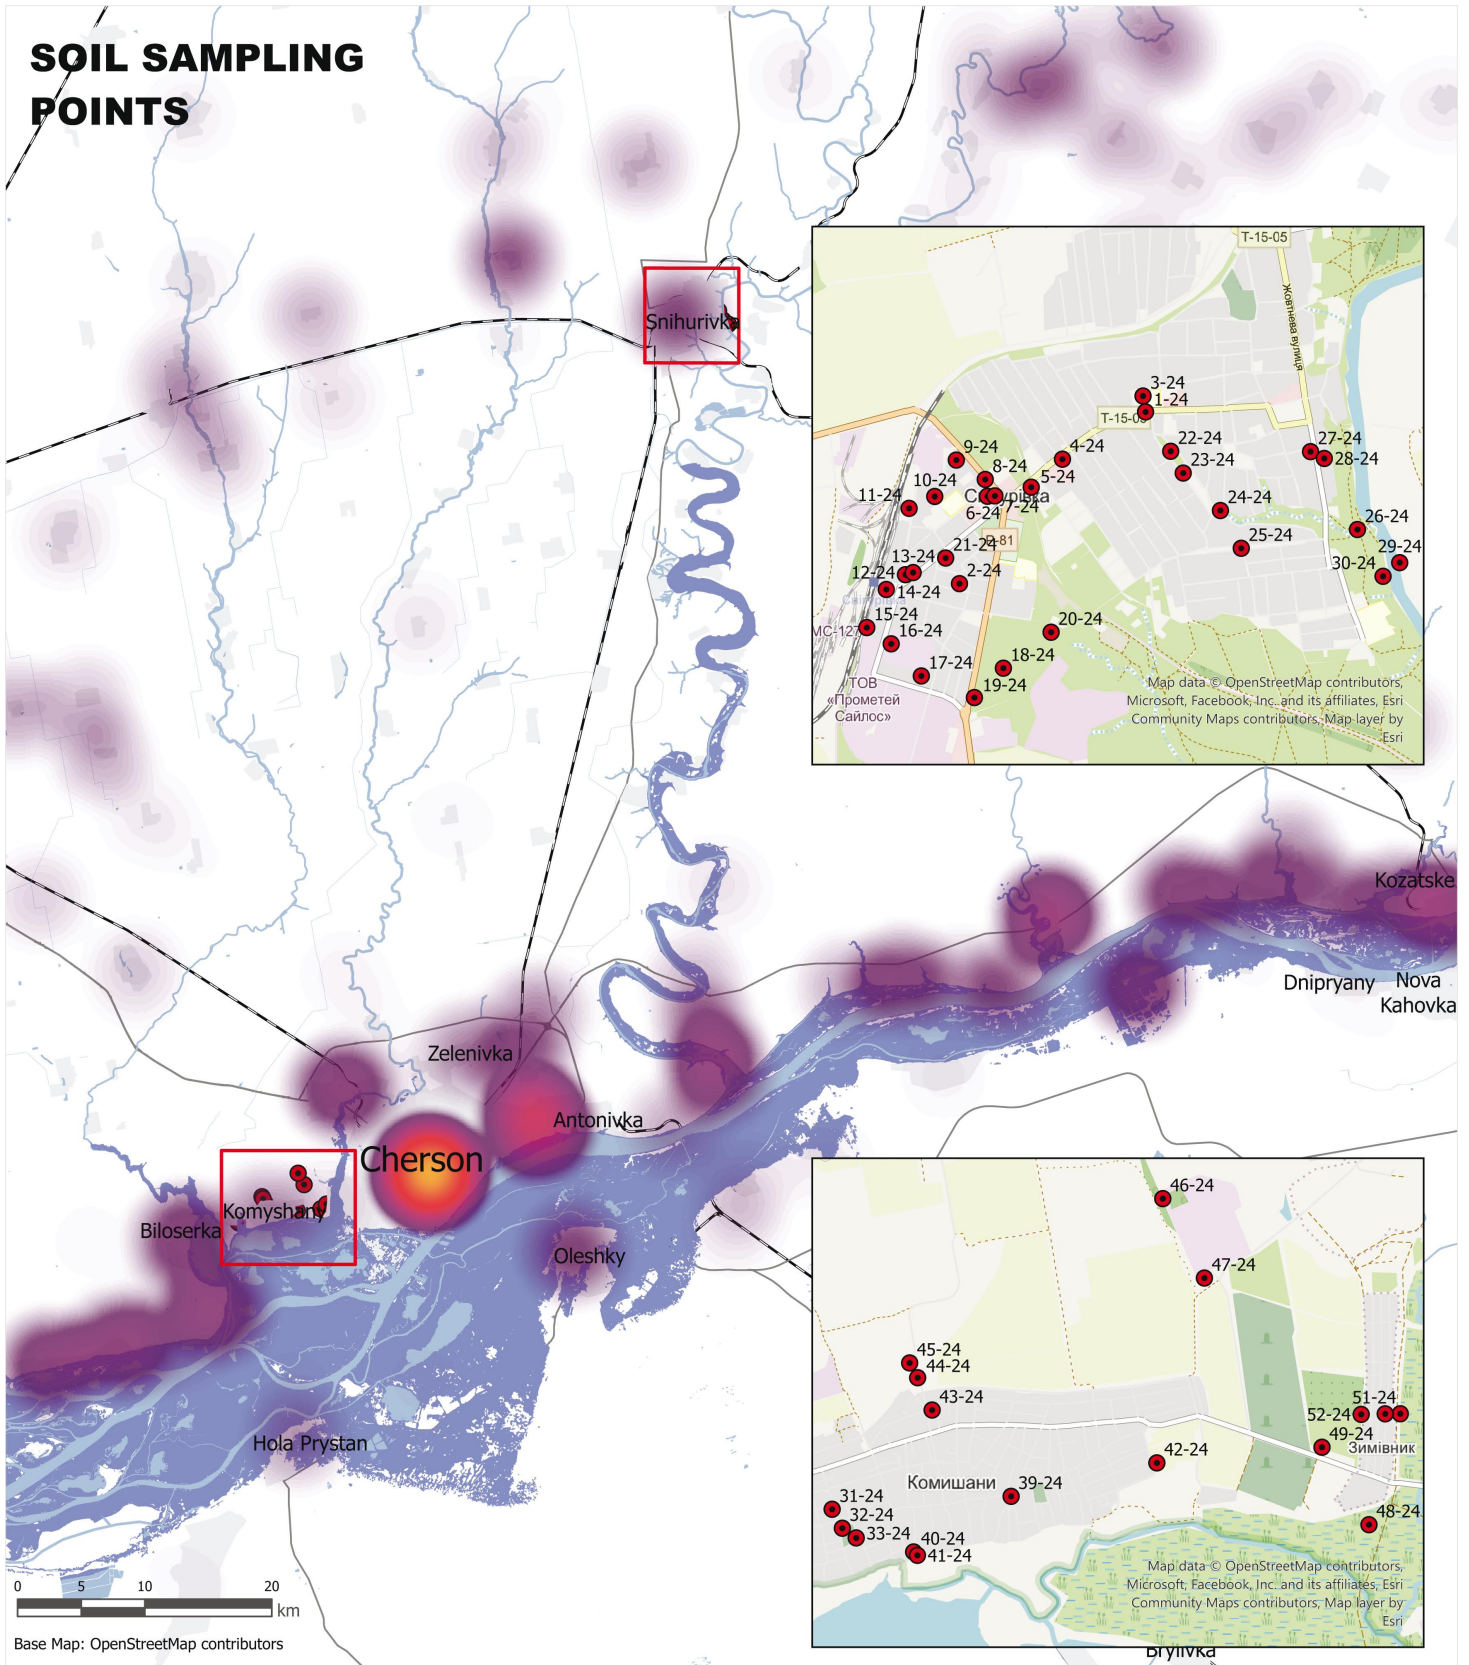 SOIL SAMPLING
POINTS
Snihurivka
T-15-05
Жовтнева вулиця
3-24
1-24
T-15-05
9-24
4-24
22-24
27-24
8-24
23-24
28-24
10-24
5-24
11-24
6-24
7-24
24-24
26-24
P-81
25-24
29-24
13-24
21-24
30-24
12-24
2-24
14-24
15-24
МС-127
16-24
20-24
17-24
18-24
19-24
ТОВ
«Прометей
Сайлос»
Map data © OpenStreetMap contributors,
Microsoft, Facebook, Inc. and its affiliates, Esri
Community Maps contributors, Map layer by
Esri
Kozatske
Dnipryany
Nova
Kahovka
Zelenivka
Antonivka
Cherson
Komyshany
Biloserka
Oleshky
Hola Prystan
46-24
47-24
45-24
44-24
43-24
51-24
52-24
49-24
Зимівник
42-24
Комишани
39-24
31-24
32-24
33-24
48-24
40-24
41-24
Map data © OpenStreetMap contributors,
Microsoft, Facebook, Inc. and its affiliates, Esri
Community Maps contributors, Map layer by
Esri
Brylivka
0 5 10 20
km
Base Map: OpenStreetMap contributors